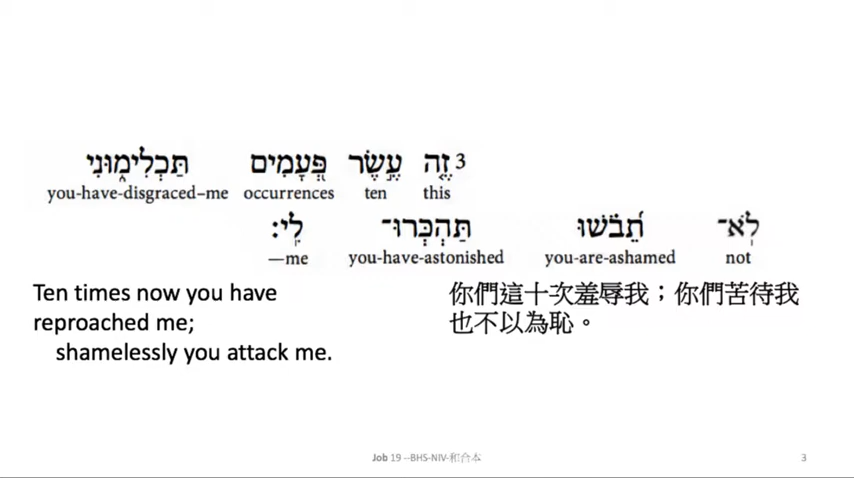 3 זֶ֤ה עֶ֣שֶׂר פְּ֭עָמִים תַּכְלִימ֑וּנִי
you-have-disgraced–me occurrences ten this
לֹֽא־ תֵ֝בֹ֗שׁוּ תַּהְכְּרוּ־ לִֽי׃
—me you-have-astonished you-are-ashamed not
Ten times now you have
reproached me;
shamelessly you attack me.
你們這十次羞辱我；你們苦待我
也不以為恥。
Job 19 --BHS-NIV-和合本
3